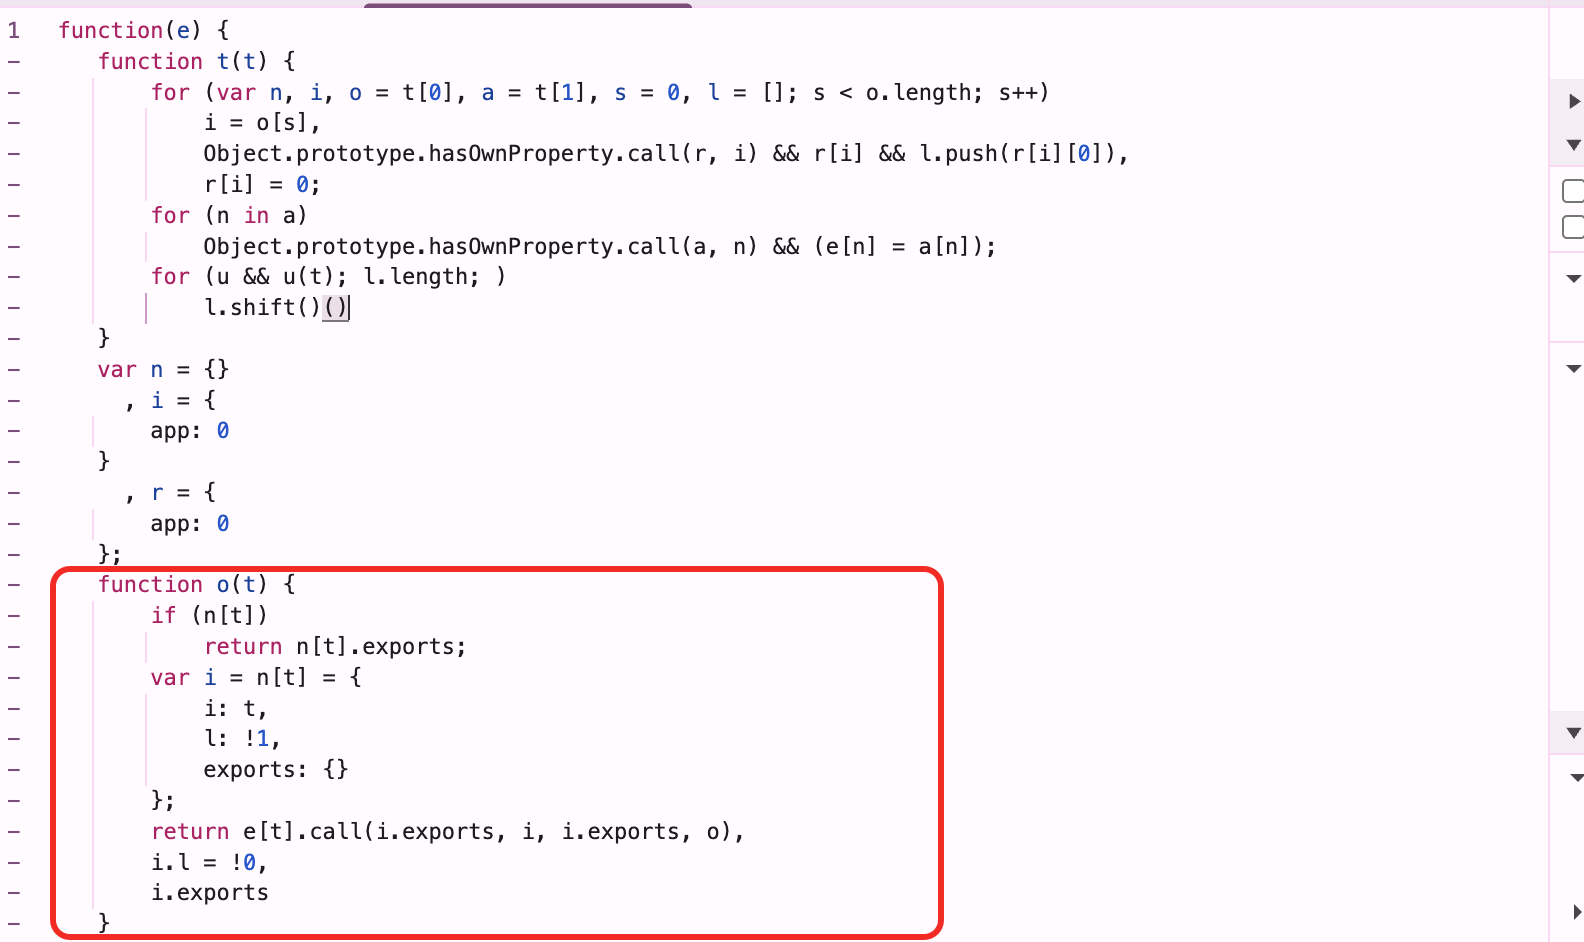 1 function(e) {
- function t(t) {
- for (var n, i, o = t[0], a = t[1], s = 0, l = []; s < o.length; s++)
- i = o[s],
- Object.prototype.hasOwnProperty.call(r, i) && r[i] && l.push(r[i][0]),
- r[i] = 0;
- for (n in a)
- Object.prototype.hasOwnProperty.call(a, n) && (e[n] = a[n]);
- for (u && u(t); l.length; )
- l.shift()()
- }
- var n = {}
- , i = {
- app: 0
- }
- , r = {
- app: 0
- };
- function o(t) {
- if (n[t])
- return n[t].exports;
- var i = n[t] = {
- i: t,
- l: !1,
- exports: {}
- };
- return e[t].call(i.exports, i, i.exports, o),
- i.l = !0,
- i.exports
- }